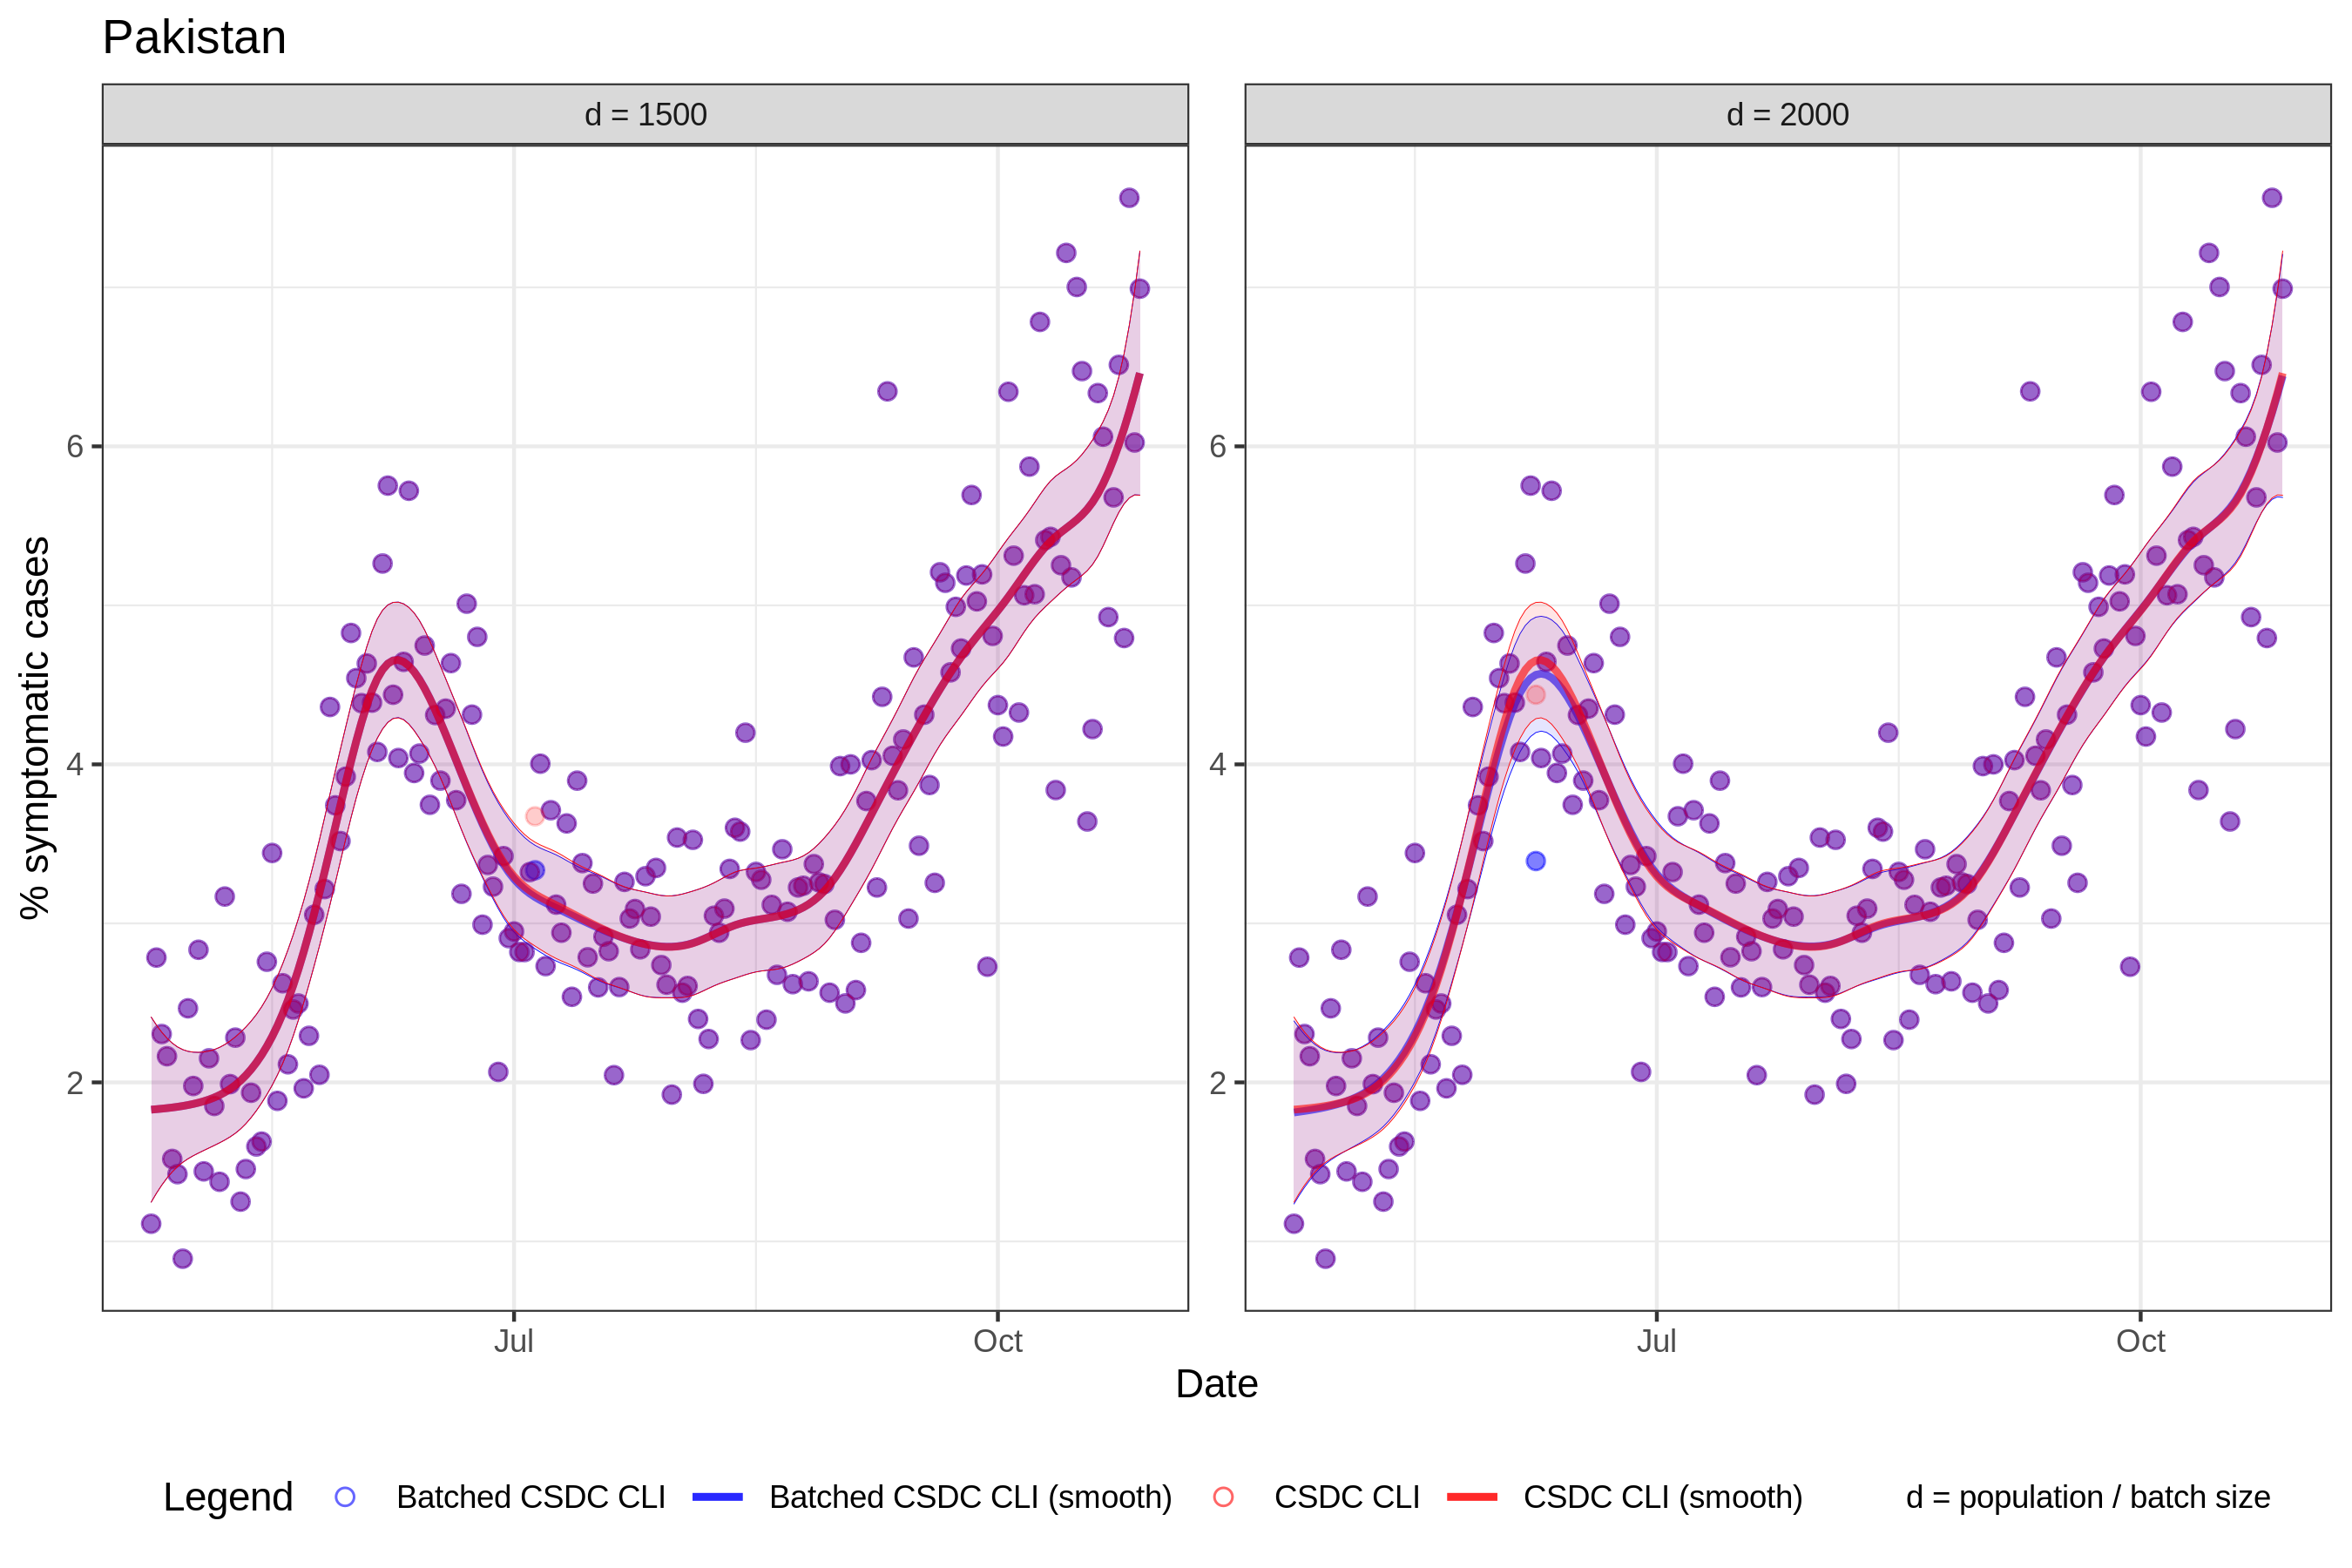 Pakistan
d = 1500
d = 2000
% symptomatic cases
6
4
2
6
4
2
Jul
Oct
Jul
Oct
Date
Legend
Batched CSDC CLI
Batched CSDC CLI (smooth)
CSDC CLI
CSDC CLI (smooth)
d = population / batch size